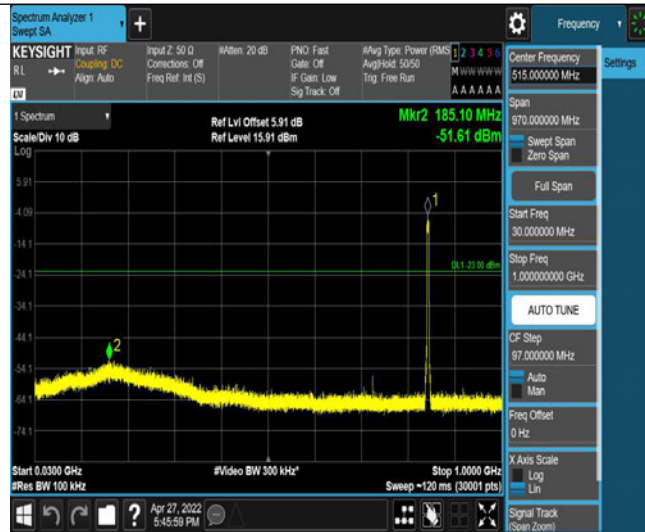 Spectrum Analyzer 1
Swept SA
Frequency
KEYSIGHT
Input: RF
Coupling: DC
Align: Auto
Input Z: 50 Ω
Corrections: Off
Freq Ref: Int (S)
#Atten: 20 dB
PNO: Fast
Gate: Off
IF Gain: Low
Sig Track: Off
#Avg Type: Power (RMS
Avg|Hold: 50/50
Trig: Free Run
1 2 3 4 5 6
M W W W W W
A A A A A A
R L
1 Spectrum
Scale/Div 10 dB
Log
Ref Lvl Offset 5.91 dB
Ref Level 15.91 dBm
Mkr2 185.10 MHz
-51.61 dBm
5.91
-4.09
-14.1
-24.1
-34.1
-44.1
-54.1
-64.1
-74.1
1
DL1 -23.00 dBm
2
Start 0.0300 GHz
#Res BW 100 kHz
#Video BW 300 kHz*
Stop 1.0000 GHz
Sweep ~120 ms (30001 pts)
Apr 27, 2022
5:45:59 PM
Settings
Center Frequency
515.000000 MHz
Span
970.000000 MHz
Swept Span
Zero Span
Full Span
Start Freq
30.000000 MHz
Stop Freq
1.000000000 GHz
AUTO TUNE
CF Step
97.000000 MHz
Auto
Man
Freq Offset
0 Hz
X Axis Scale
Log
Lin
Signal Track
(Span Zoom)